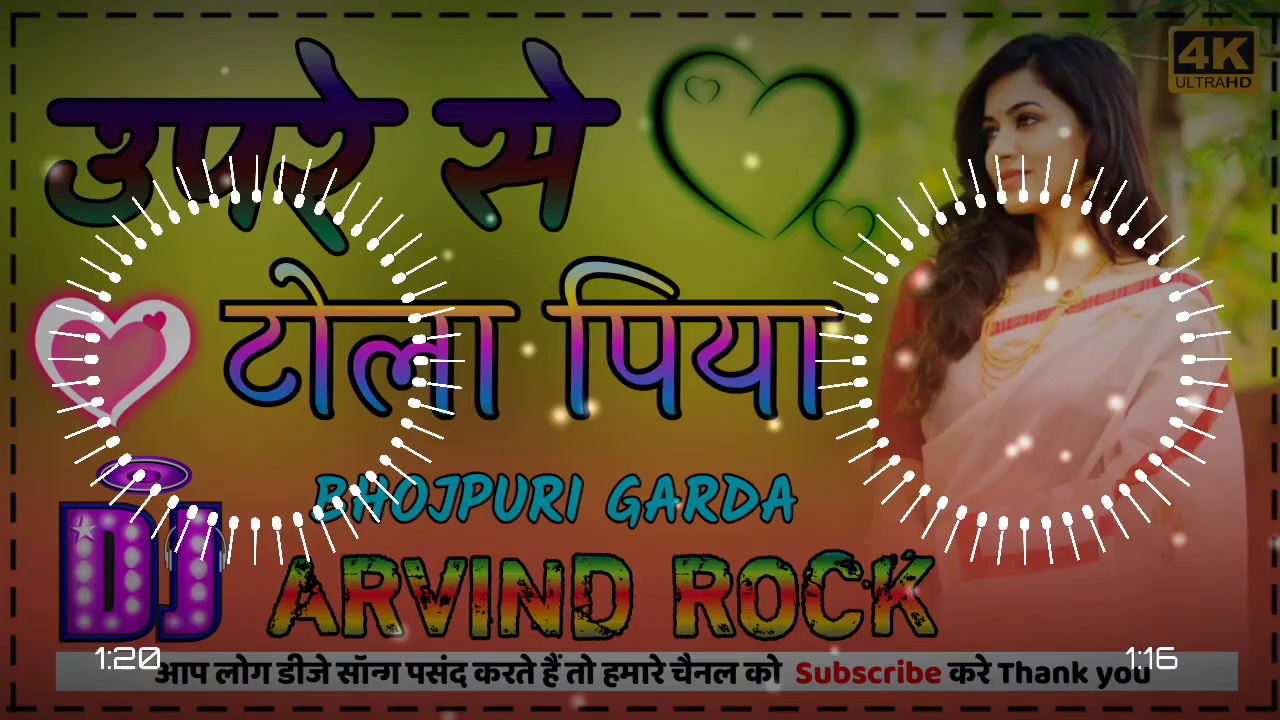 4K
ULTRAHD
उपरे से
टोला पिया
BHOJPURI GARDA
DJ
ARVIND ROCK
1:20
1:16
आप लोग डीजे सॉन्ग पसंद करते हैं तो हमारे चैनल को Subscribe करे Thank you